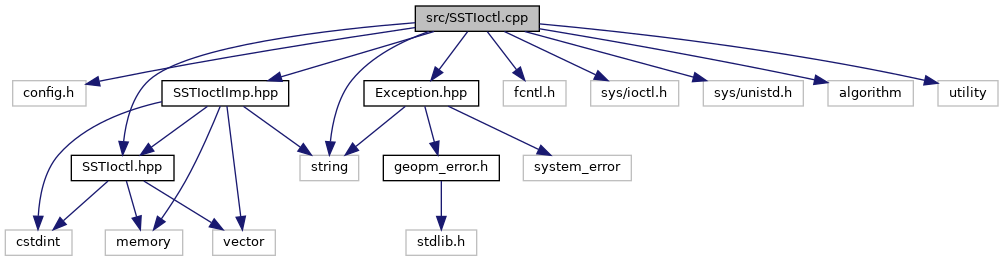 src/SSTIoctl.cpp
config.h
SSTIoctlImp.hpp
Exception.hpp
fcntl.h
sys/ioctl.h
sys/unistd.h
algorithm
utility
SSTIoctl.hpp
string
geopm_error.h
system_error
cstdint
memory
vector
stdlib.h